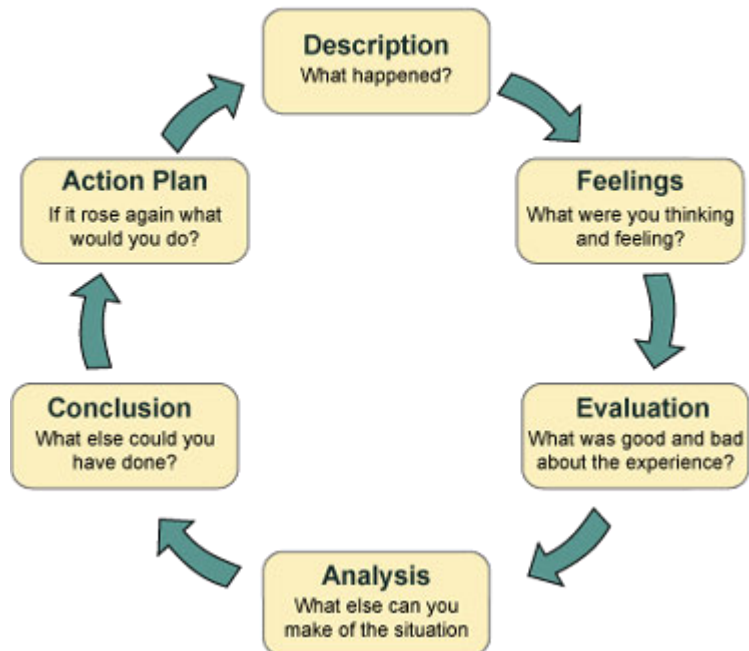 Description
What happened?
Feelings
What were you thinking
and feeling?
Evaluation
What was good and bad
about the experience?
Analysis
What else can you
make of the situation
Conclusion
What else could you
have done?
Action Plan
If it rose again what
would you do?